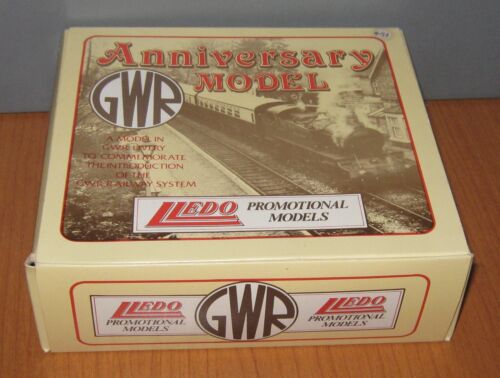 Anniversary
MODEL
GWR
A MODEL IN
GWR LIVERY
TO COMMEMORATE
THE INTRODUCTION
OF THE
GWR RAILWAY SYSTEM
LLEDO PROMOTIONAL
MODELS
LLEDO
PROMOTIONAL
MODELS
GWR
LLEDO
PROMOTIONAL
MODELS